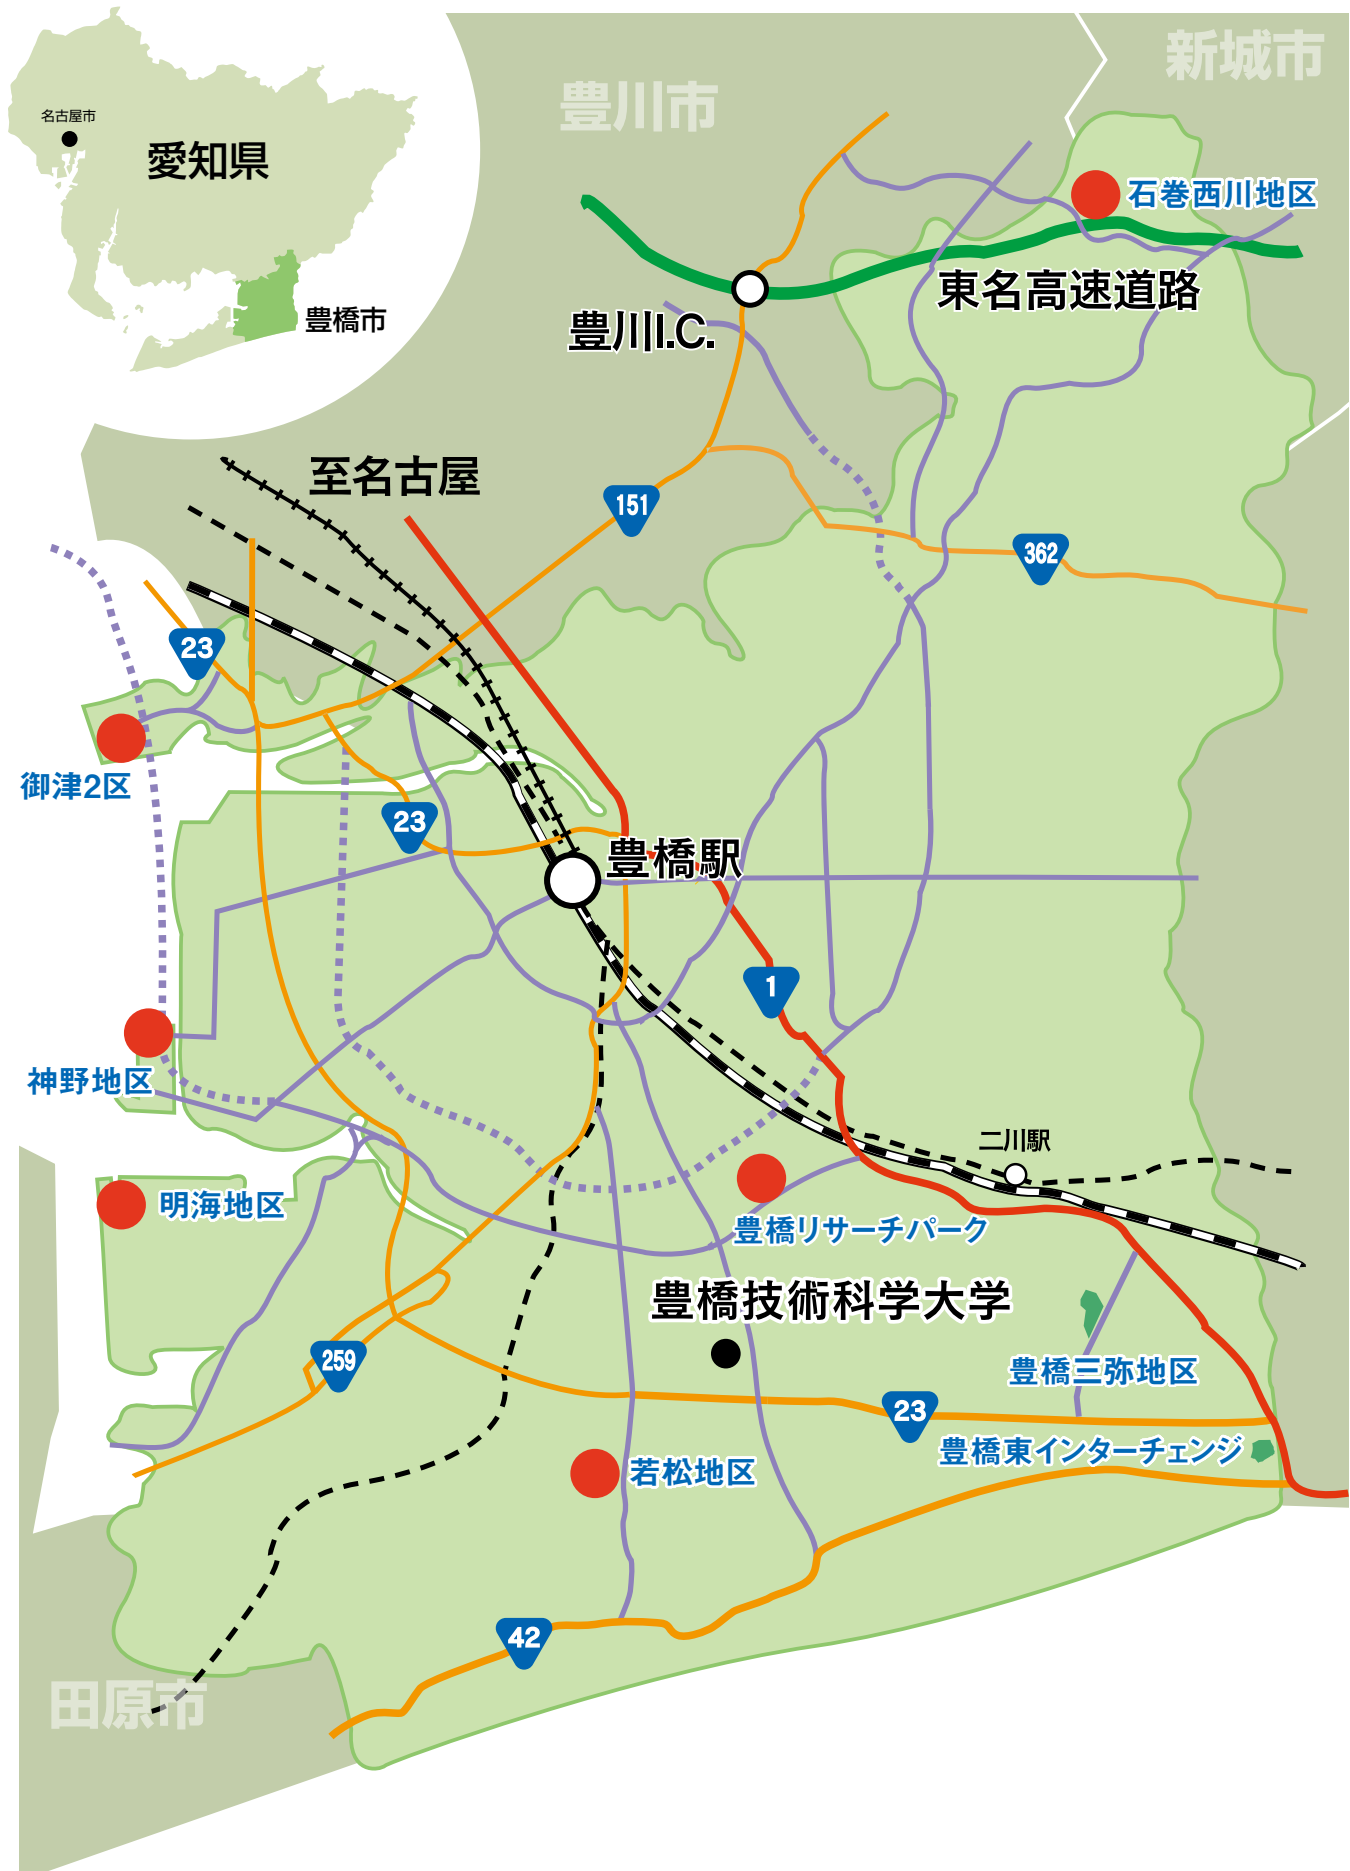 新城市
豊川市
名古屋市
愛知県
石巻西川地区
東名高速道路
豊橋市
豊川I.C.
至名古屋
151
362
23
御津2区
23
豊橋駅
1
神野地区
二川駅
明海地区
豊橋リサーチパーク
豊橋技術科学大学
259
豊橋三弥地区
23
豊橋東インターチェンジ
若松地区
42
田原市